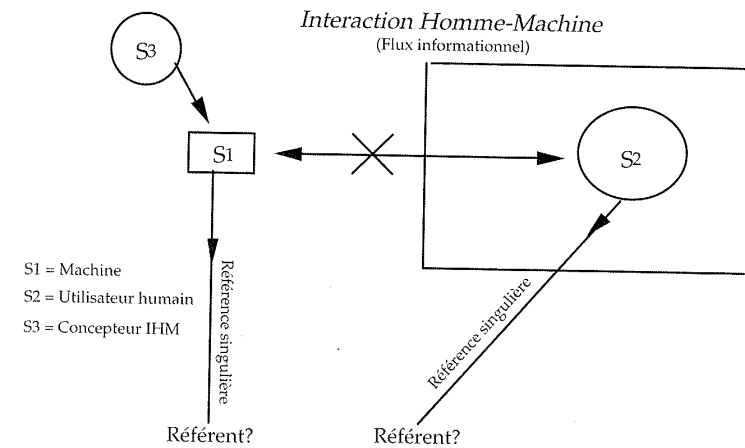 Interaction Homme-Machine
(Flux informationnel)
S3
S1
S2
S1 = Machine
S2 = Utilisateur humain
S3 = Concepteur IHM
Référence singulière
Référence singulière
Référent?
Référent?